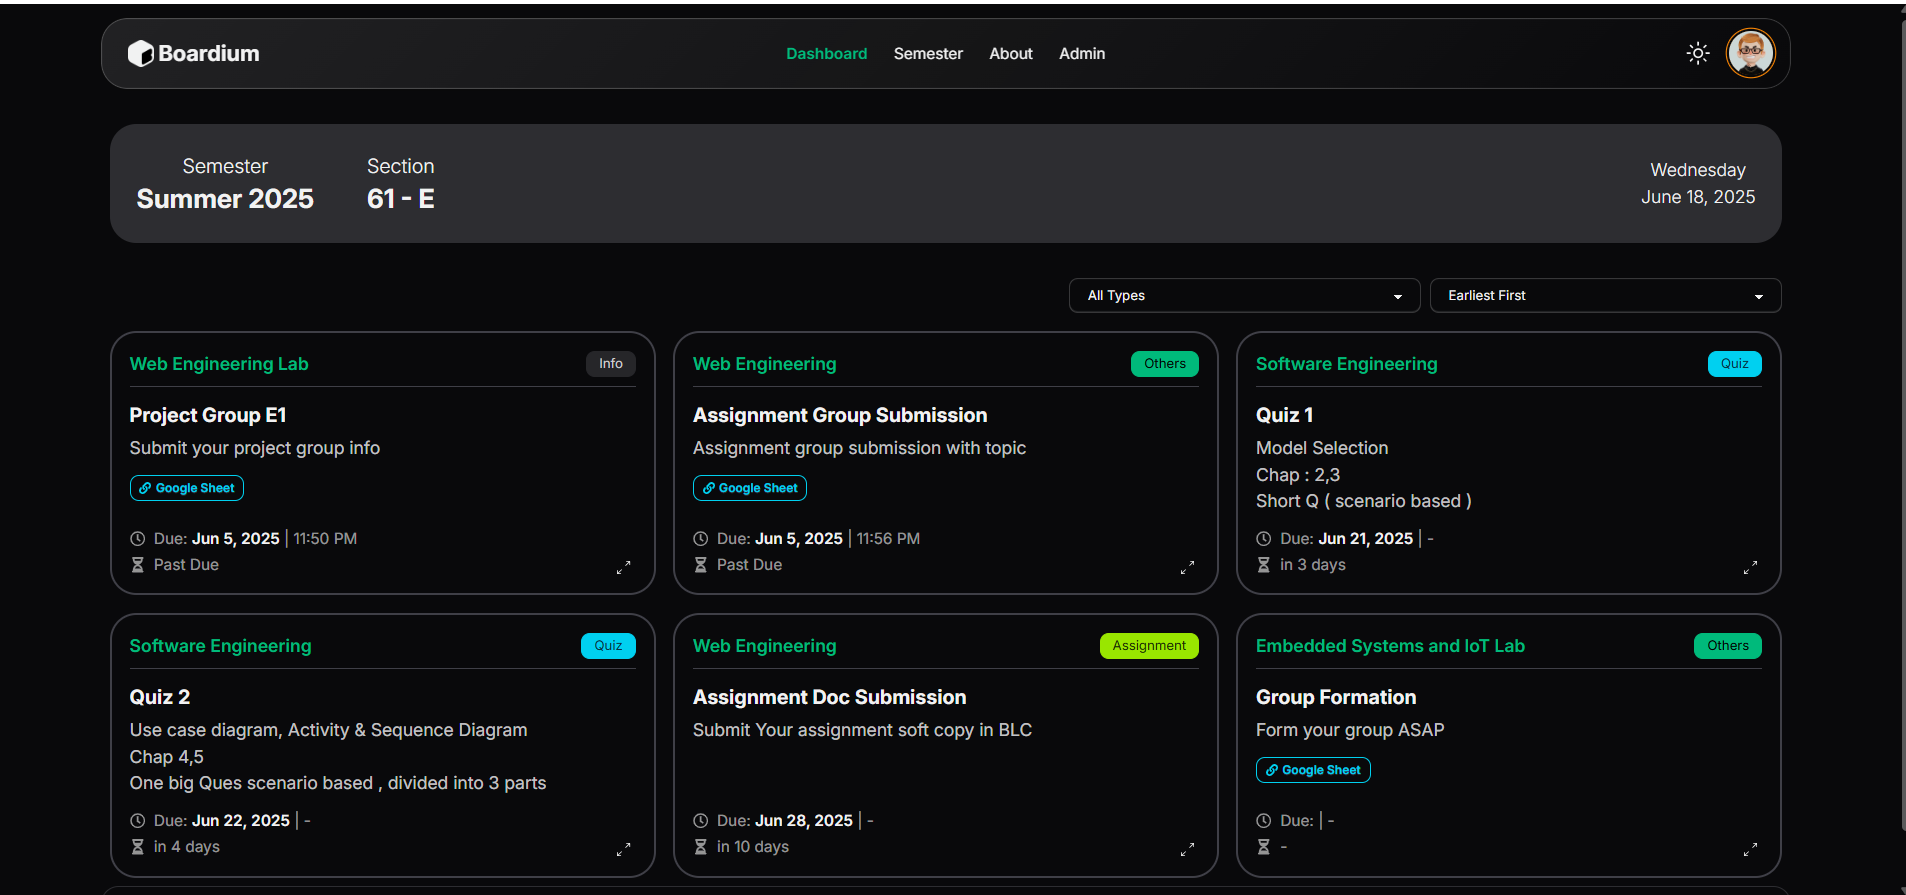 Boardium
Dashboard Semester About Admin
Semester
Summer 2025
Section
61 - E
Wednesday
June 18, 2025
All Types
Earliest First
Web Engineering Lab
Info
Project Group E1
Submit your project group info
Google Sheet
Due: Jun 5, 2025 | 11:50 PM
Past Due
Web Engineering
Others
Assignment Group Submission
Assignment group submission with topic
Google Sheet
Due: Jun 5, 2025 | 11:56 PM
Past Due
Software Engineering
Quiz
Quiz 1
Model Selection
Chap : 2,3
Short Q ( scenario based )
Due: Jun 21, 2025 | -
in 3 days
Software Engineering
Quiz
Quiz 2
Use case diagram, Activity & Sequence Diagram
Chap 4,5
One big Ques scenario based , divided into 3 parts
Due: Jun 22, 2025 | -
in 4 days
Web Engineering
Assignment
Assignment Doc Submission
Submit Your assignment soft copy in BLC
Due: Jun 28, 2025 | -
in 10 days
Embedded Systems and IoT Lab
Others
Group Formation
Form your group ASAP
Google Sheet
Due: | -
-